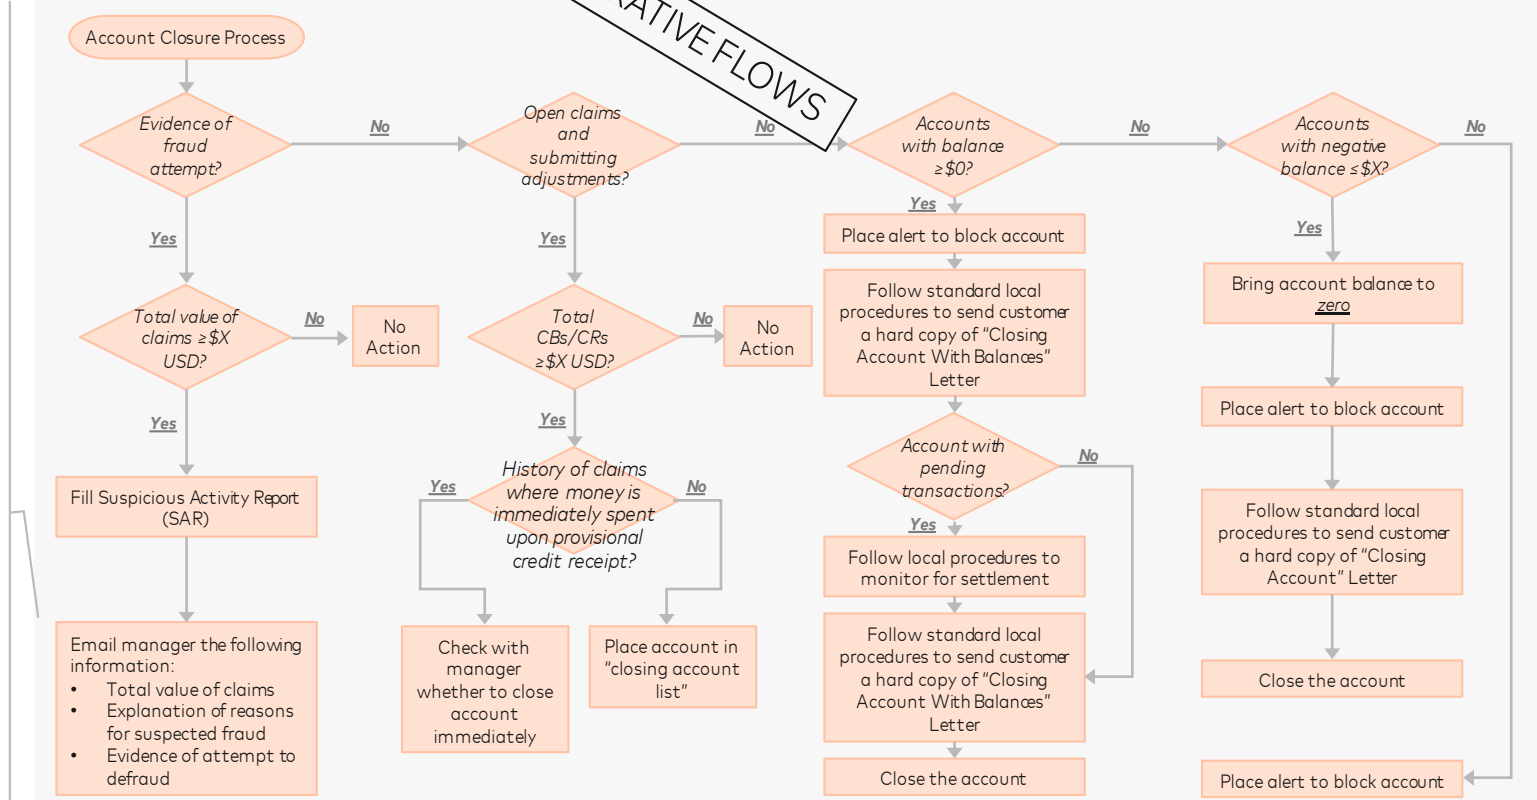 RATIVE FLOWS
Account Closure Process
Evidence of
fraud
attempt?
No
Yes
Total value of
claims ≥$X
USD?
No
No
Action
Yes
Fill Suspicious Activity Report
(SAR)
Email manager the following
information:
• Total value of claims
• Explanation of reasons
for suspected fraud
• Evidence of attempt to
defraud
Open claims
and
submitting
adjustments?
No
Yes
Total
CBs/CRs
≥$X USD?
No
No
Action
Yes
History of claims
where money is
immediately spent
upon provisional
credit receipt?
Yes
No
Check with
manager
whether to close
account
immediately
Place account in
“closing account
list”
Accounts
with balance
≥$0?
No
Yes
Place alert to block account
Follow standard local
procedures to send customer
a hard copy of “Closing
Account With Balances”
Letter
Account with
pending
transactions?
No
Yes
Follow local procedures to
monitor for settlement
Follow standard local
procedures to send customer
a hard copy of “Closing
Account With Balances”
Letter
Close the account
Accounts
with negative
balance ≤$X?
No
Yes
Bring account balance to
zero
Place alert to block account
Follow standard local
procedures to send customer
a hard copy of “Closing
Account” Letter
Close the account
Place alert to block account